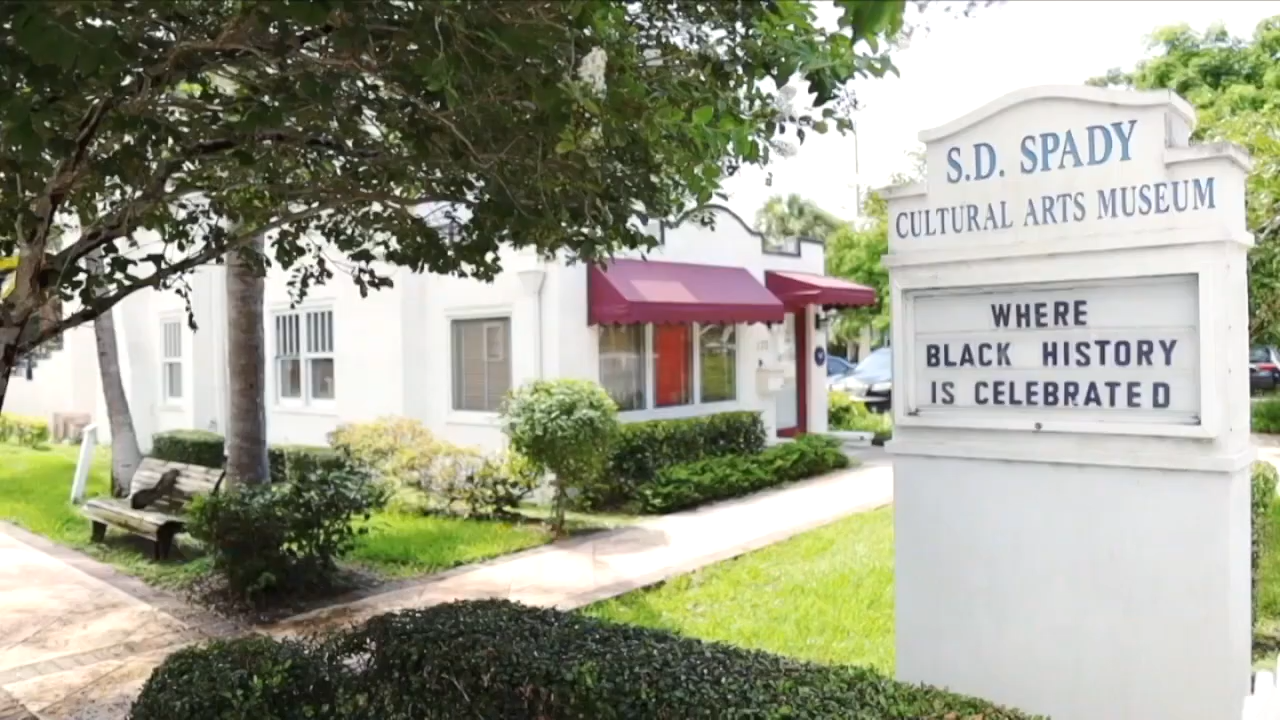 S.D. SPADY
CULTURAL ARTS MUSEUM
WHERE
BLACK HISTORY
IS CELEBRATED